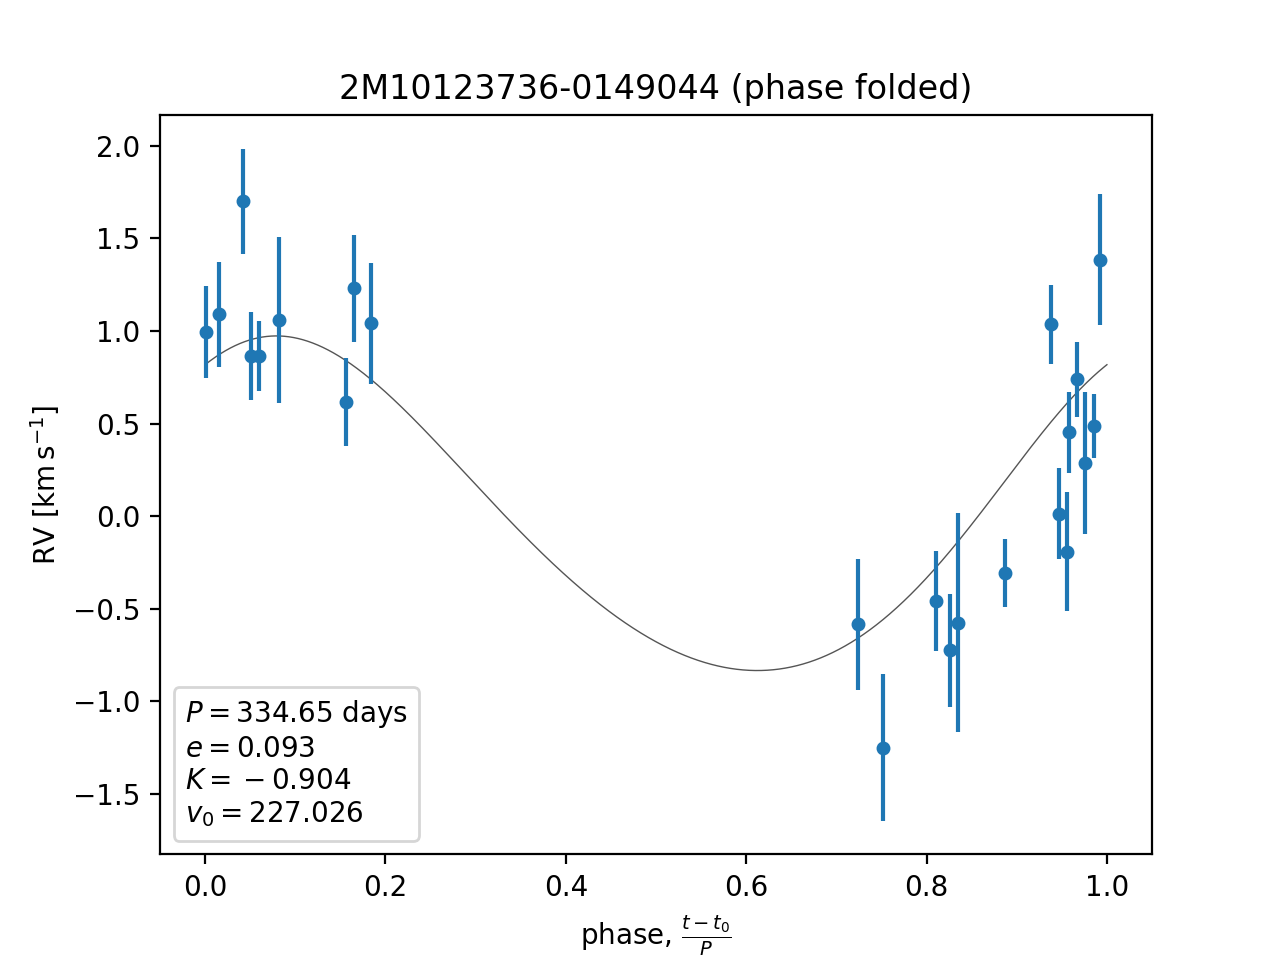 2M10123736-0149044 (phase folded)
2.0
1.5
1.0
0.5
0.0
−0.5
−1.0
−1.5
RV [km s⁻¹]
P = 334.65 days
e = 0.093
K = −0.904
v₀ = 227.026
0.0 0.2 0.4 0.6 0.8 1.0
phase, (t − t₀)/P